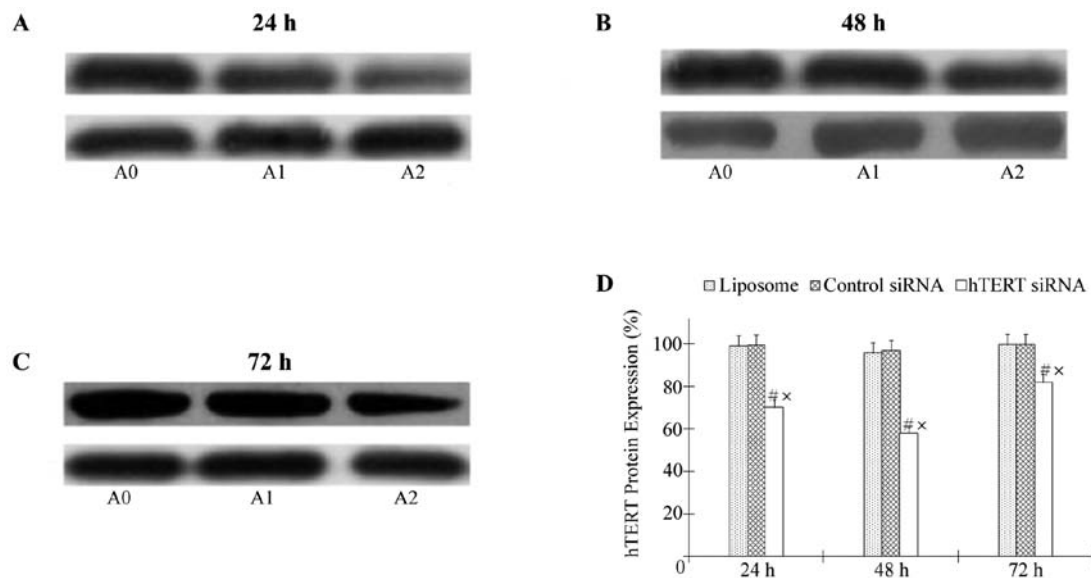 A
24 h
A0 A1 A2
B
48 h
A0 A1 A2
C
72 h
A0 A1 A2
D
Liposome Control siRNA hTERT siRNA
hTERT Protein Expression (%)
100
80
60
40
20
0
#×
#×
#×
24 h 48 h 72 h